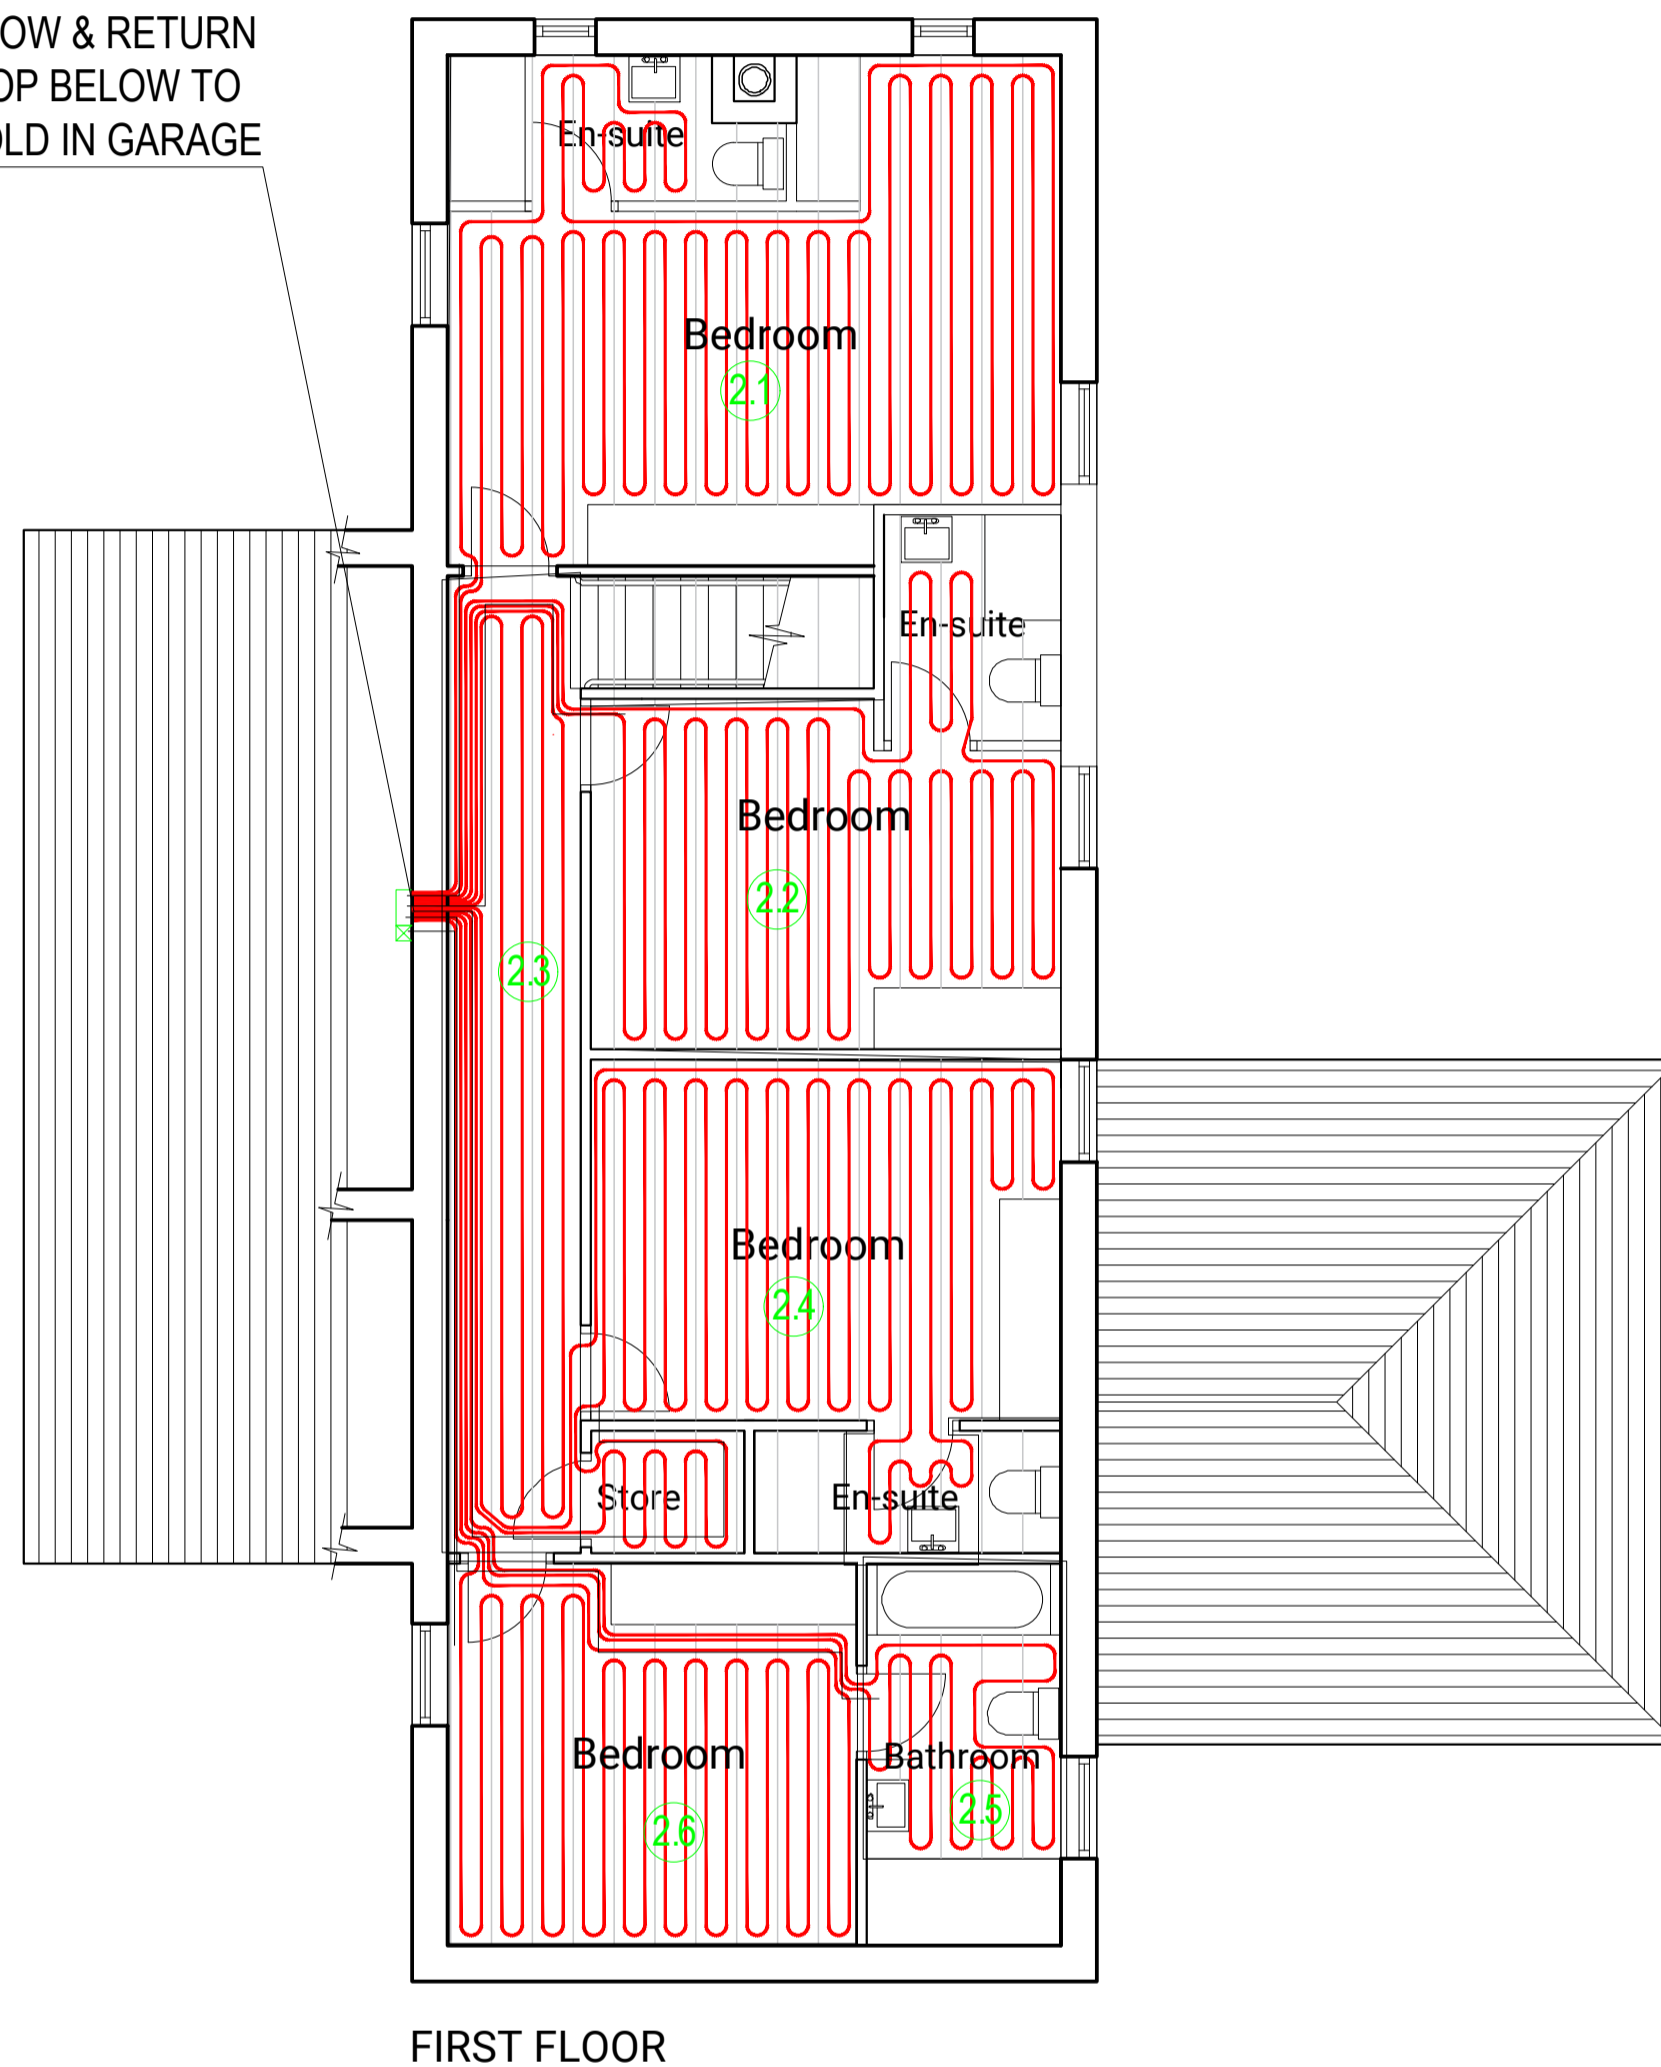 OW & RETURN
OP BELOW TO
OLD IN GARAGE
En-suite
Bedroom
2.1
En-suite
Bedroom
2.2
2.3
Bedroom
2.4
Store
En-suite
Bedroom
Bathroom
2.5
2.6
FIRST FLOOR